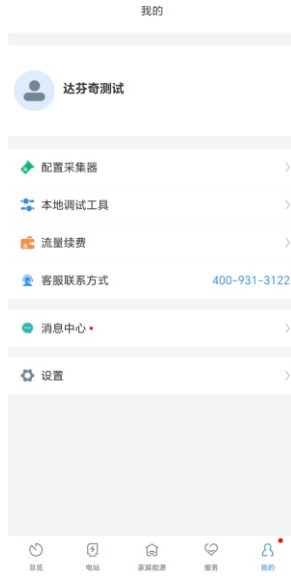 我的
达芬奇测试
配置采集器
本地调试工具
流量续费
客服联系方式 400-931-3122
消息中心
设置
总览 电站 家庭能源 服务 我的